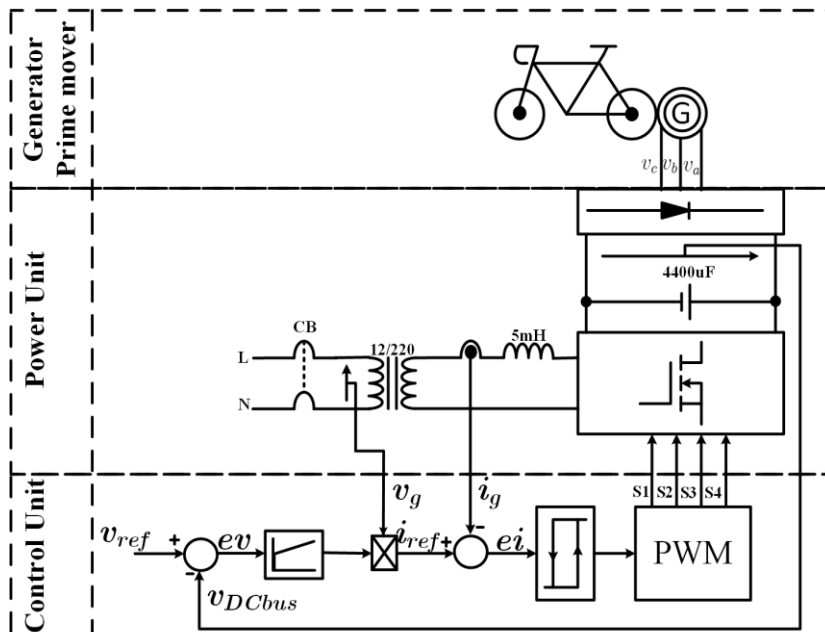 Generator
Prime mover
G
v_c v_b v_a
Power Unit
4400uF
CB
12/220
5mH
L
N
Control Unit
v_g
i_g
S1 S2 S3 S4
v_ref + ev i_ref + - ei PWM
- v_DCbus